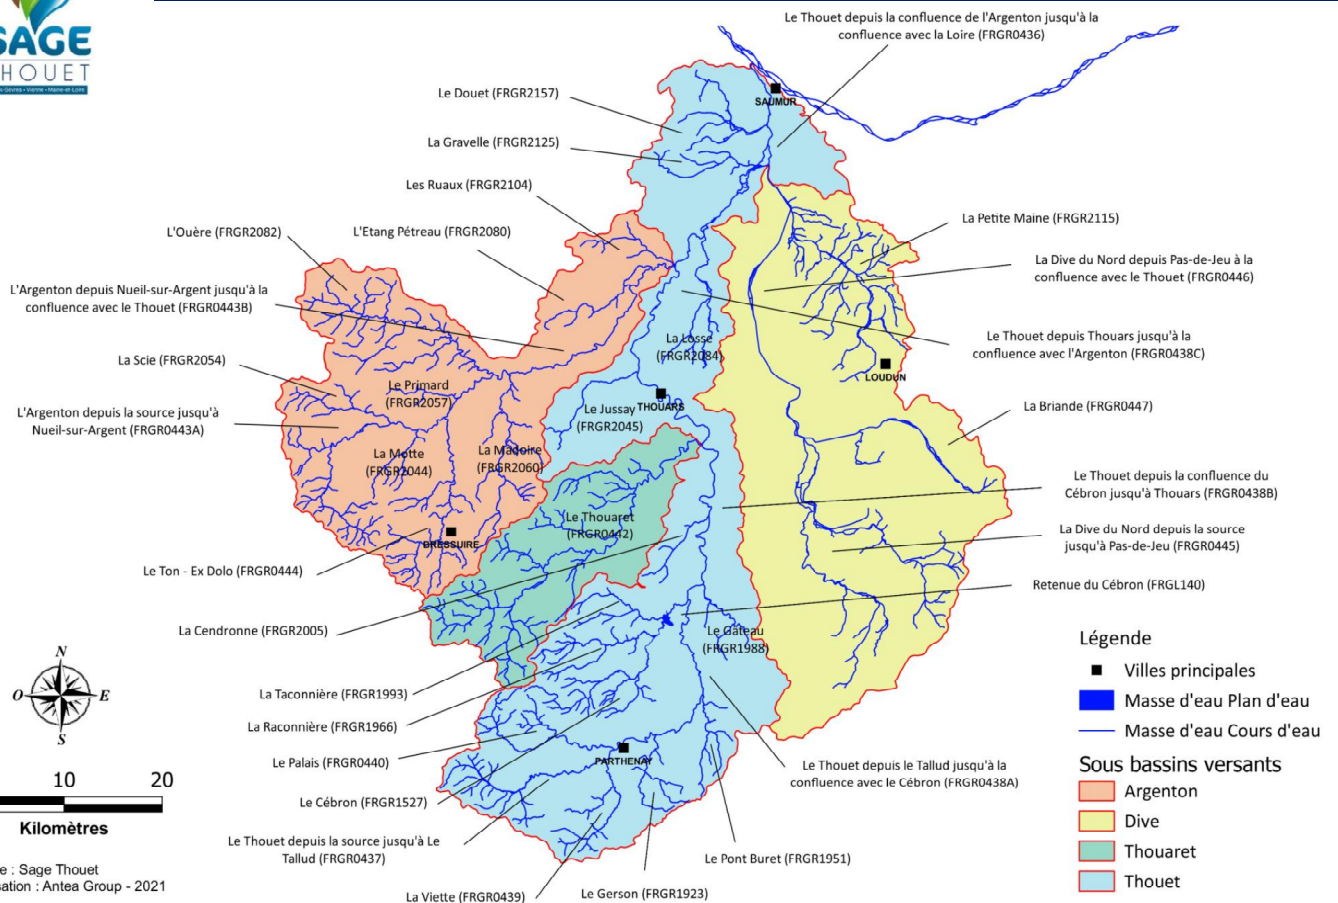 SAGE
HOUET
Sèvres • Vienne • Maine-et-Loire
Le Thouet depuis la confluence de l'Argenton jusqu'à la
confluence avec la Loire (FRGR0436)
Le Douet (FRGR2157)
SAUMUR
La Gravelle (FRGR2125)
Les Ruaux (FRGR2104)
L'Ouère (FRGR2082)
L'Etang Pétreau (FRGR2080)
La Petite Maine (FRGR2115)
La Dive du Nord depuis Pas-de-Jeu à la
confluence avec le Thouet (FRGR0446)
L'Argenton depuis Nueil-sur-Argent jusqu'à la
confluence avec le Thouet (FRGR0443B)
Le Thouet depuis Thouars jusqu'à la
confluence avec l'Argenton (FRGR0438C)
La Losse
(FRGR2084)
La Scie (FRGR2054)
LOUDUN
Le Primard
(FRGR2057)
THOUARS
Le Jussay
(FRGR2045)
La Briande (FRGR0447)
L'Argenton depuis la source jusqu'à
Nueil-sur-Argent (FRGR0443A)
La Motte
(FRGR2044)
La Madoire
(FRGR2060)
Le Thouet depuis la confluence du
Cébron jusqu'à Thouars (FRGR0438B)
Le Thouaret
(FRGR0442)
BRESSUIRE
La Dive du Nord depuis la source
jusqu'à Pas-de-Jeu (FRGR0445)
Le Ton - Ex Dolo (FRGR0444)
Retenue du Cébron (FRGL140)
La Cendronne (FRGR2005)
Le Gâteau
(FRGR1988)
La Taconnière (FRGR1993)
La Raconnière (FRGR1966)
Le Palais (FRGR0440)
PARTHENAY
Le Thouet depuis le Tallud jusqu'à la
confluence avec le Cébron (FRGR0438A)
Le Cébron (FRGR1527)
Le Thouet depuis la source jusqu'à Le
Tallud (FRGR0437)
Le Pont Buret (FRGR1951)
La Viette (FRGR0439)
Le Gerson (FRGR1923)
N
O
E
S
10 20
Kilomètres
e : Sage Thouet
sation : Antea Group - 2021
Légende
Villes principales
Masse d'eau Plan d'eau
Masse d'eau Cours d'eau
Sous bassins versants
Argenton
Dive
Thouaret
Thouet